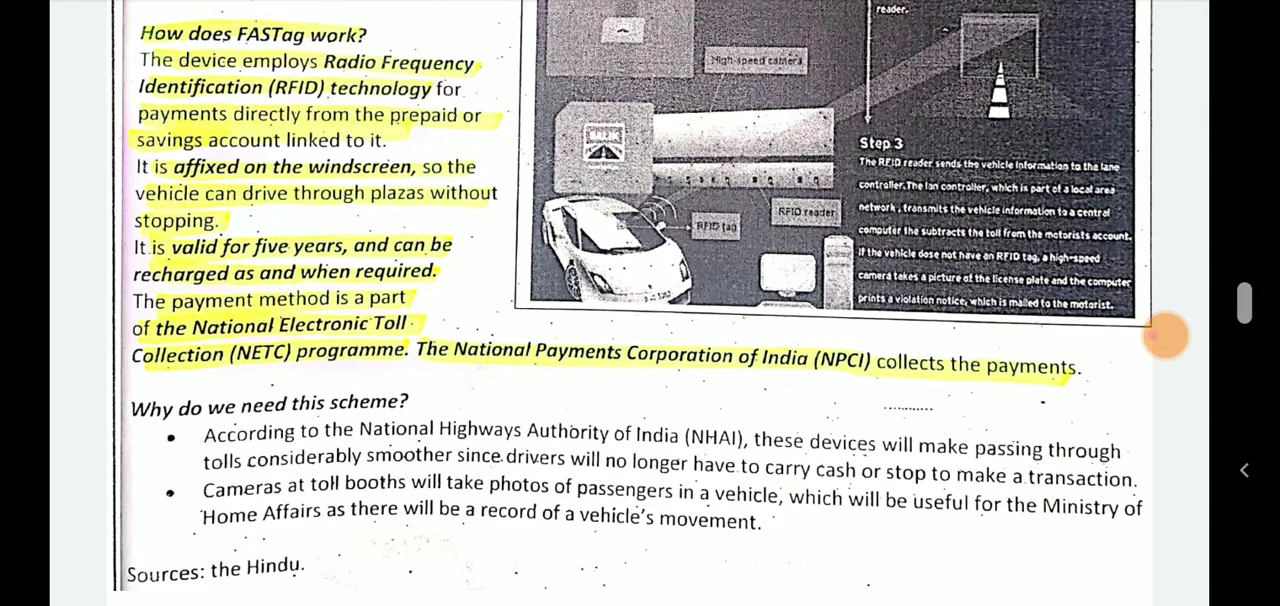 How does FASTag work?
The device employs Radio Frequency
Identification (RFID) technology for
payments directly from the prepaid or
savings account linked to it.
It is affixed on the windscreen, so the
vehicle can drive through plazas without
stopping.
It is valid for five years, and can be
recharged as and when required.
The payment method is a part
of the National Electronic Toll
Collection (NETC) programme. The National Payments Corporation of India (NPCI) collects the payments.
reader.
High-speed camera
RFID reader
RFID tag
Step 3
The RFID reader sends the vehicle information to the lane
controller.The lan controller, which is part of a local area
network, transmits the vehicle information to a central
computer the subtracts the toll from the motorists account.
If the vehicle dose not have an RFID tag, a high-speed
camera takes a picture of the license plate and the computer
prints a violation notice, which is mailed to the motorist.
Why do we need this scheme?
• According to the National Highways Authority of India (NHAI), these devices will make passing through
tolls considerably smoother since drivers will no longer have to carry cash or stop to make a transaction.
• Cameras at toll booths will take photos of passengers in a vehicle, which will be useful for the Ministry of
Home Affairs as there will be a record of a vehicle's movement.
Sources: the Hindu.